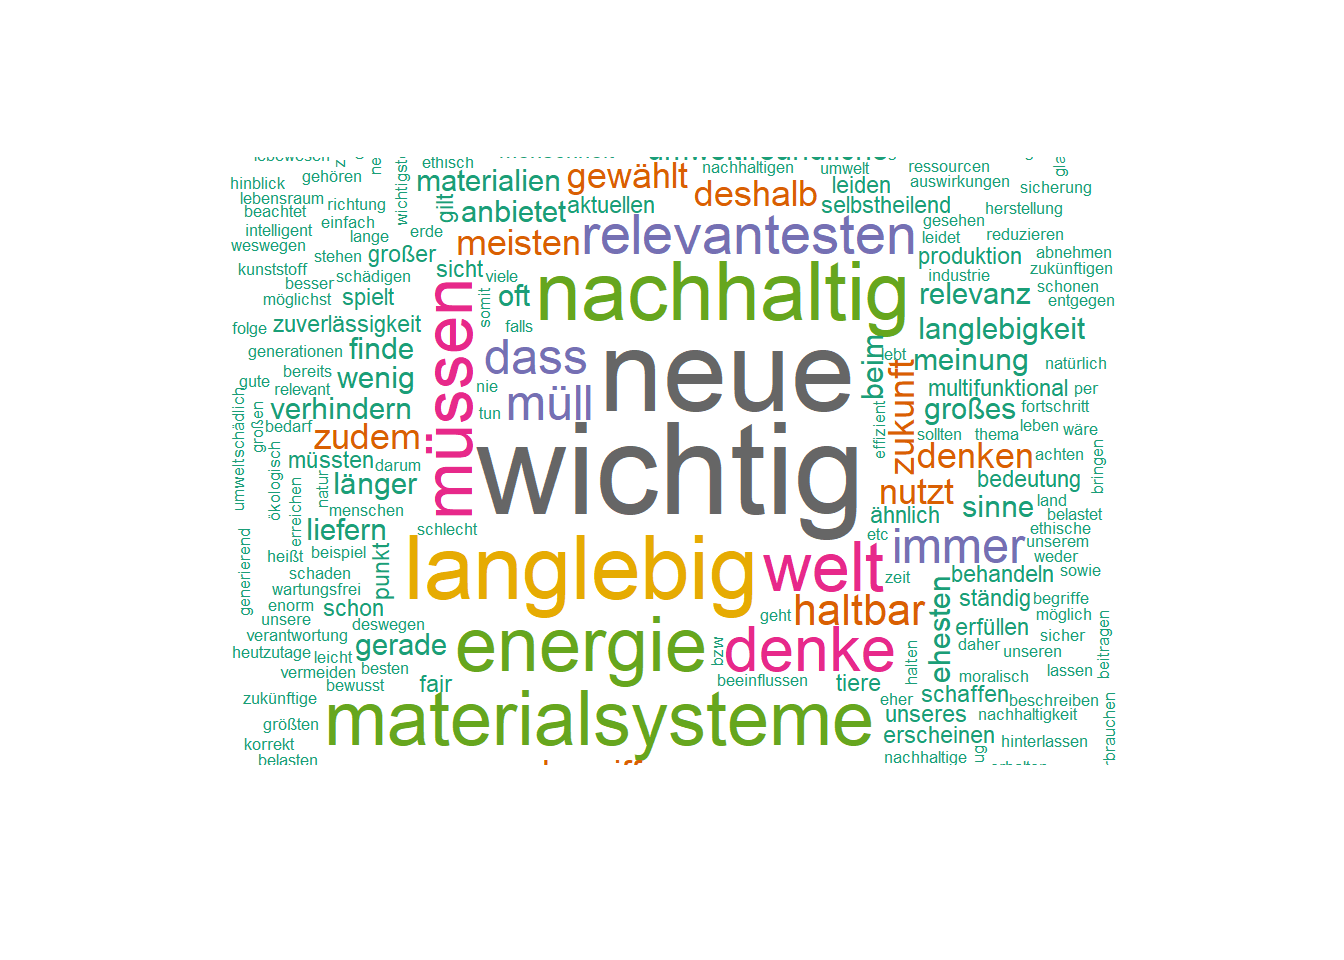 ethisch
nachhaltigen
umwelt
ressourcen
hinblick
gehören
materialien
gewählt
deshalb
leiden
auswirkungen
sicherung
lebensraum
beachtet
richtung
gilt
anbietet
aktuellen
selbstheilend
gesehen
herstellung
intelligent
einfach
lange
erde
meisten
relevantesten
leidet
reduzieren
weswegen
stehen
großer
sicht
viele
produktion
abnehmen
kunststoff
schädigen
besser
nachhaltig
industrie
zukünftigen
möglichst
spielt
müssen
somit
oft
relevanz
schonen
entgegen
folge
zuverlässigkeit
falls
langlebigkeit
generationen
finde
dass
neue
beim
meinung
natürlich
gute
bereits
relevant
wenig
nie
müll
zukunft
multifunktional
per
umweltschädlich
großen
verhindern
tun
großes
fortschritt
bedarf
zudem
wichtig
effizient
sollten
thema
leben
wäre
müssten
darum
denken
achten
ökologisch
erreichen
natur
länger
nutzt
bedeutung
bringen
menschen
ähnlich
sinne
land
belastet
liefern
schlecht
etc
immer
ethische
unserem
heißt
beispiel
punkt
langlebig
welt
zeit
weder
generierend
schaden
wartungsfrei
behandeln
sowie
enorm
schon
geht
haltbar
ehesten
ständig
begriffe
unsere
deswegen
erfüllen
möglich
verantwortung
gerade
energie
bzw
denke
halten
daher
sicher
unseren
beitragen
heutzutage
leicht
besten
vermeiden
bewusst
fair
beeinflussen
tiere
moralisch
lassen
zukünftige
materialsysteme
eher
schaffen
beschreiben
größten
unseres
nachhaltigkeit
korrekt
erscheinen
hinterlassen
belasten
nachhaltige